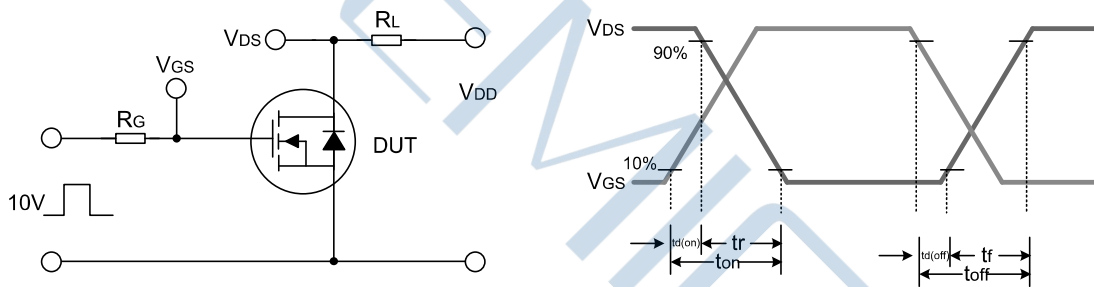 VDS
RL
VGS
VDD
RG
DUT
10V
VDS
90%
10%
VGS
td(on)
tr
ton
td(off)
tf
toff